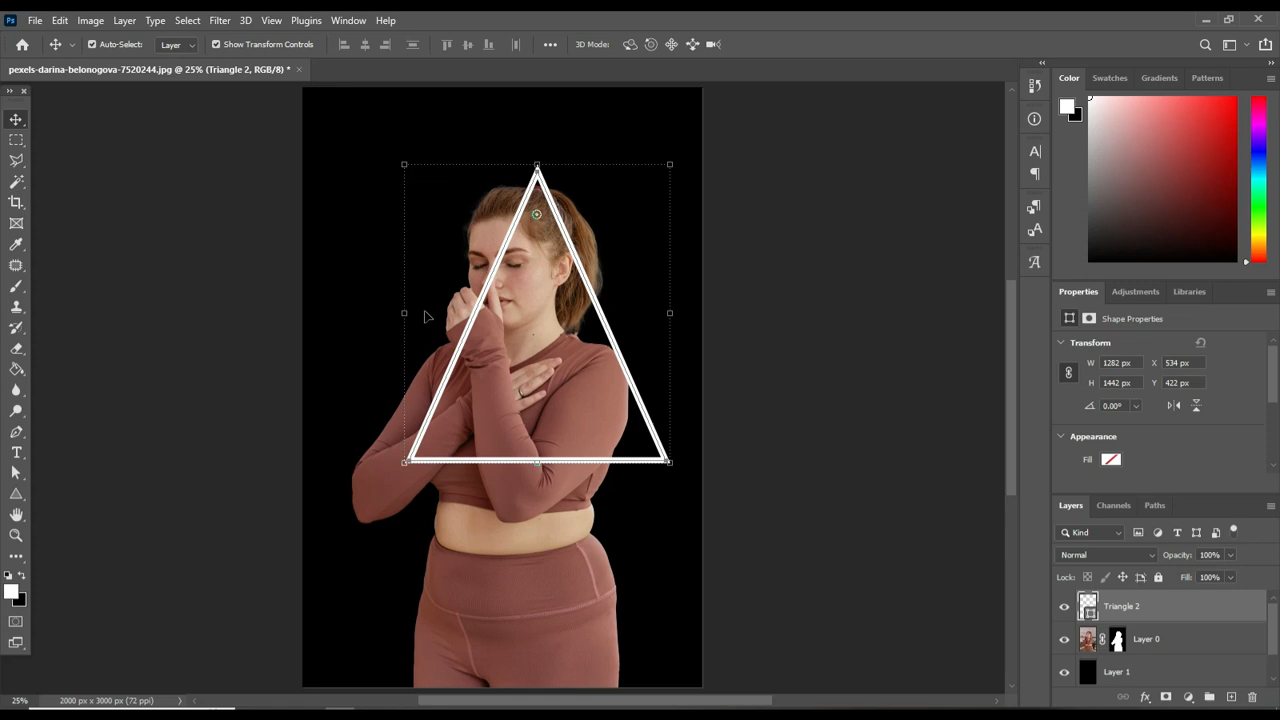 Ps File Edit Image Layer Type Select Filter 3D View Plugins Window Help
Auto-Select: Layer Show Transform Controls 3D Mode:
pexels-darina-belonogova-7520244.jpg @ 25% (Triangle 2, RGB/8) *
Color Swatches Gradients Patterns
Properties Adjustments Libraries
Shape Properties
Transform
W 1282 px X 534 px
H 1442 px Y 422 px
0.00°
Appearance
Fill
Layers Channels Paths
Kind
Normal Opacity: 100%
Lock: Fill: 100%
Triangle 2
Layer 0
Layer 1
25% 2000 px x 3000 px (72 ppi)